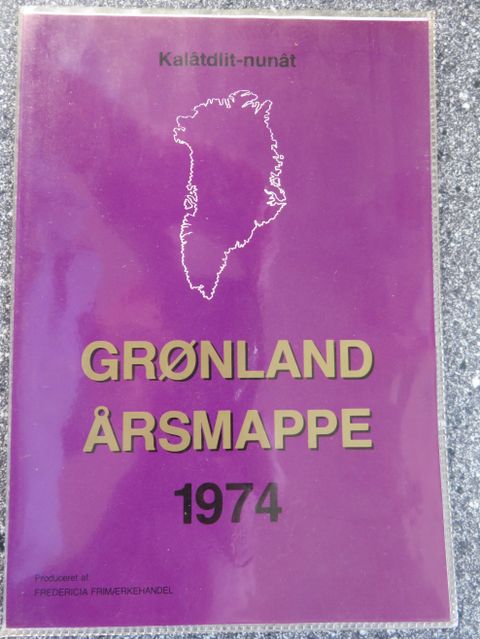 Kalâtdlit-nunât
GRØNLAND
ÅRSMAPPE
1974
Produceret af:
FREDERICIA FRIMÆRKEHANDEL